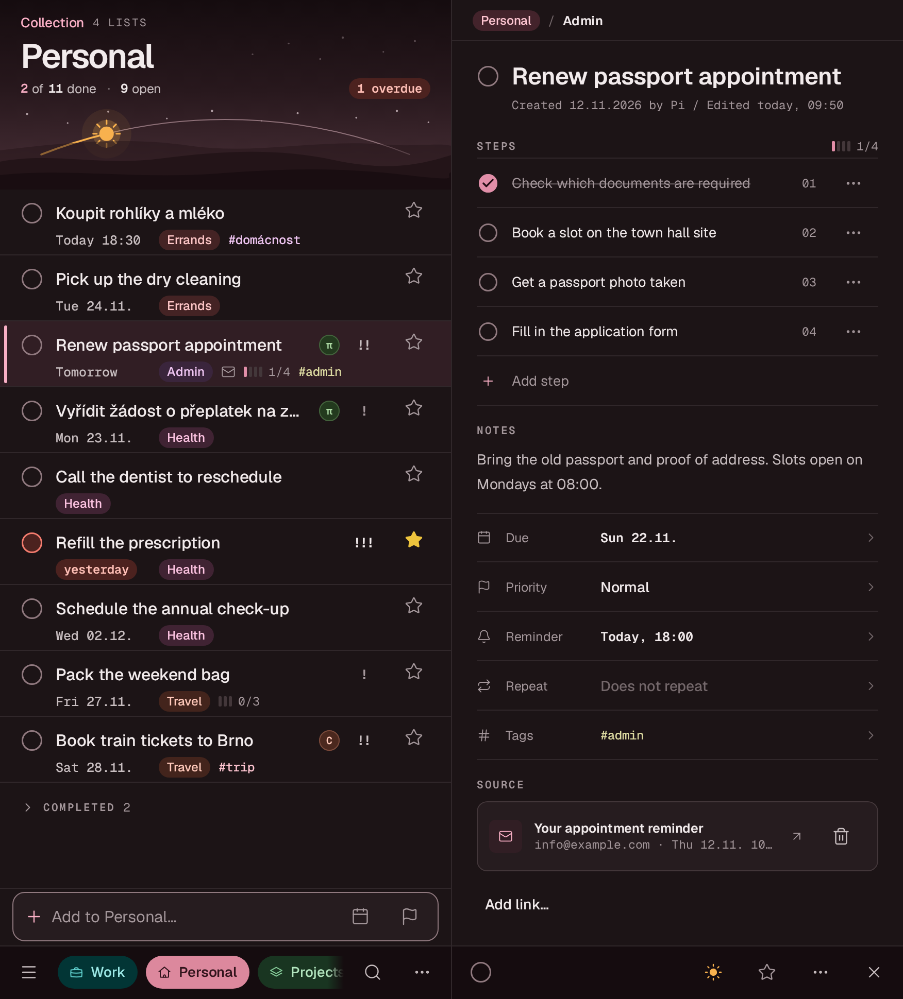 Collection 4 LISTS
Personal
2 of 11 done · 9 open
1 overdue
Koupit rohlíky a mléko
Today 18:30 Errands #domácnost
Pick up the dry cleaning
Tue 24.11. Errands
Renew passport appointment π !!
Tomorrow Admin 1/4 #admin
Vyřídit žádost o přeplatek na z… π !
Mon 23.11. Health
Call the dentist to reschedule
Health
Refill the prescription !!!
yesterday Health
Schedule the annual check-up
Wed 02.12. Health
Pack the weekend bag !
Fri 27.11. Travel 0/3
Book train tickets to Brno C !!
Sat 28.11. Travel #trip
COMPLETED 2
Add to Personal…
Work Personal Projects
Personal / Admin
Renew passport appointment
Created 12.11.2026 by Pi / Edited today, 09:50
STEPS 1/4
Check which documents are required 01
Book a slot on the town hall site 02
Get a passport photo taken 03
Fill in the application form 04
Add step
NOTES
Bring the old passport and proof of address. Slots open on
Mondays at 08:00.
Due Sun 22.11.
Priority Normal
Reminder Today, 18:00
Repeat Does not repeat
Tags #admin
SOURCE
Your appointment reminder
info@example.com · Thu 12.11. 10…
Add link…